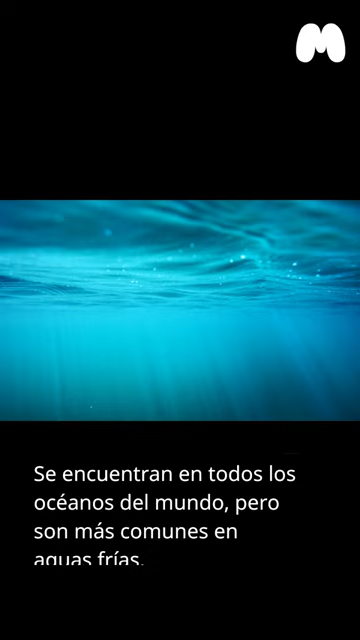 Se encuentran en todos los
océanos del mundo, pero
son más comunes en
aguas frías.